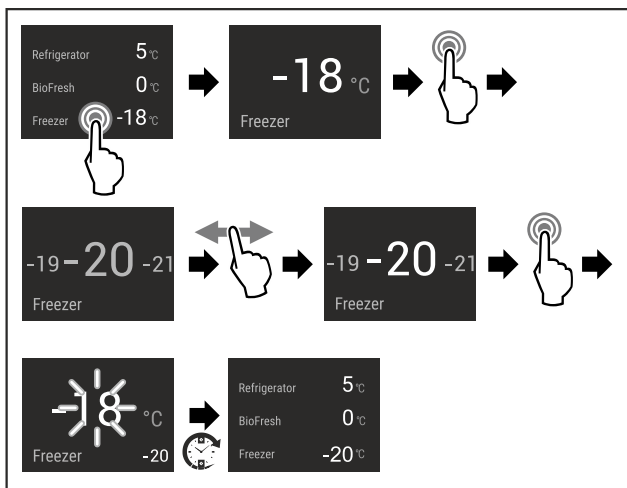 Refrigerator 5 °C
BioFresh 0 °C
Freezer -18 °C
-18 °C
Freezer
-19 -20 -21
Freezer
-19 -20 -21
Freezer
-18 °C
Freezer -20
Refrigerator 5 °C
BioFresh 0 °C
Freezer -20 °C